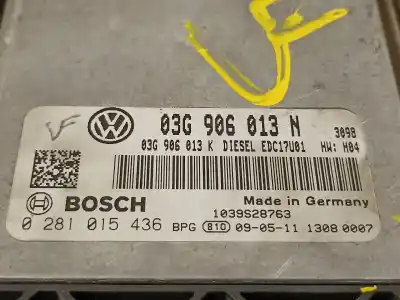 VF
VF
03G 906 013 N 3098
03G 906 013 K DIESEL EDC17U01 HW: H04
BOSCH
Made in Germany
1039S28763
0 281 015 436 BPG B10 09-05-11 1308 0007